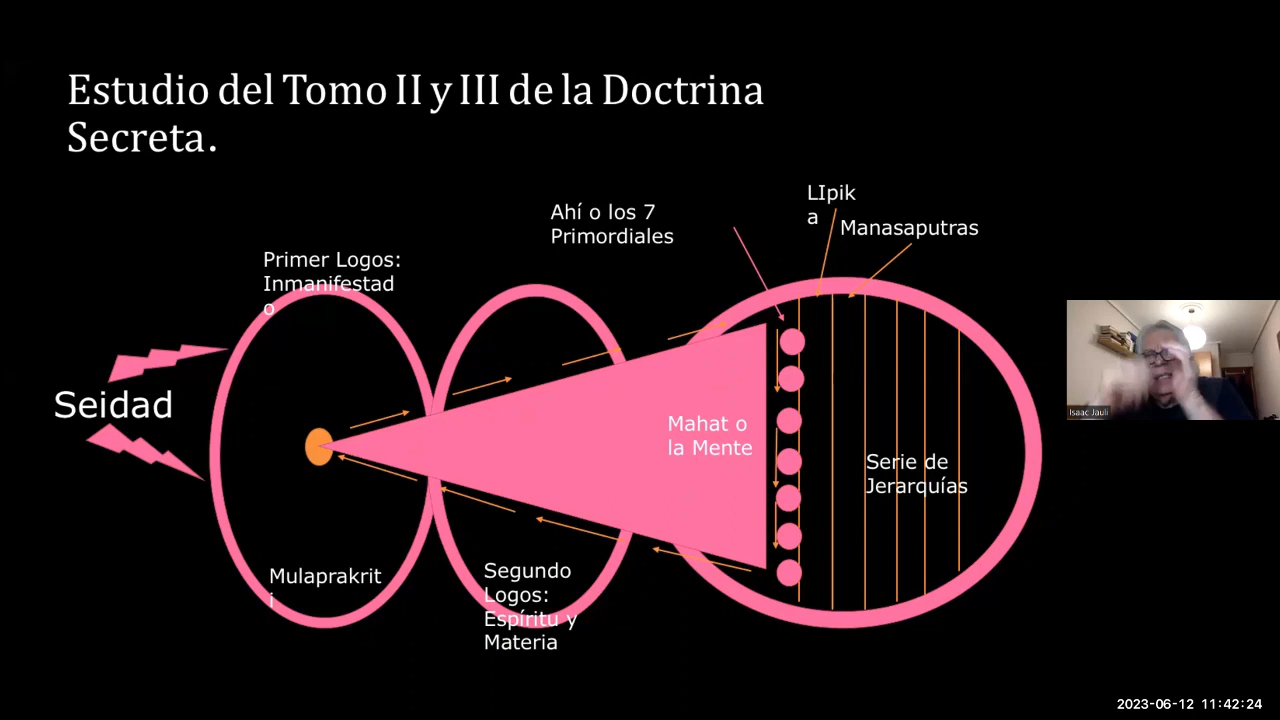 Estudio del Tomo II y III de la Doctrina
Secreta.
LIpik
a
Ahí o los 7
Primordiales
Manasaputras
Primer Logos:
Inmanifestad
o
Seidad
Mahat o
la Mente
Serie de
Jerarquías
Mulaprakrit
i
Segundo
Logos:
Espíritu y
Materia
Isaac Jauli
2023-06-12 11:42:24